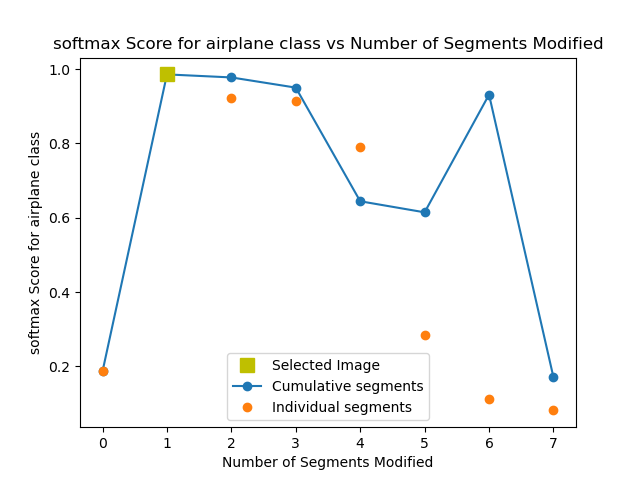 softmax Score for airplane class vs Number of Segments Modified
softmax Score for airplane class
1.0
0.8
0.6
0.4
0.2
Selected Image
Cumulative segments
Individual segments
0 1 2 3 4 5 6 7
Number of Segments Modified